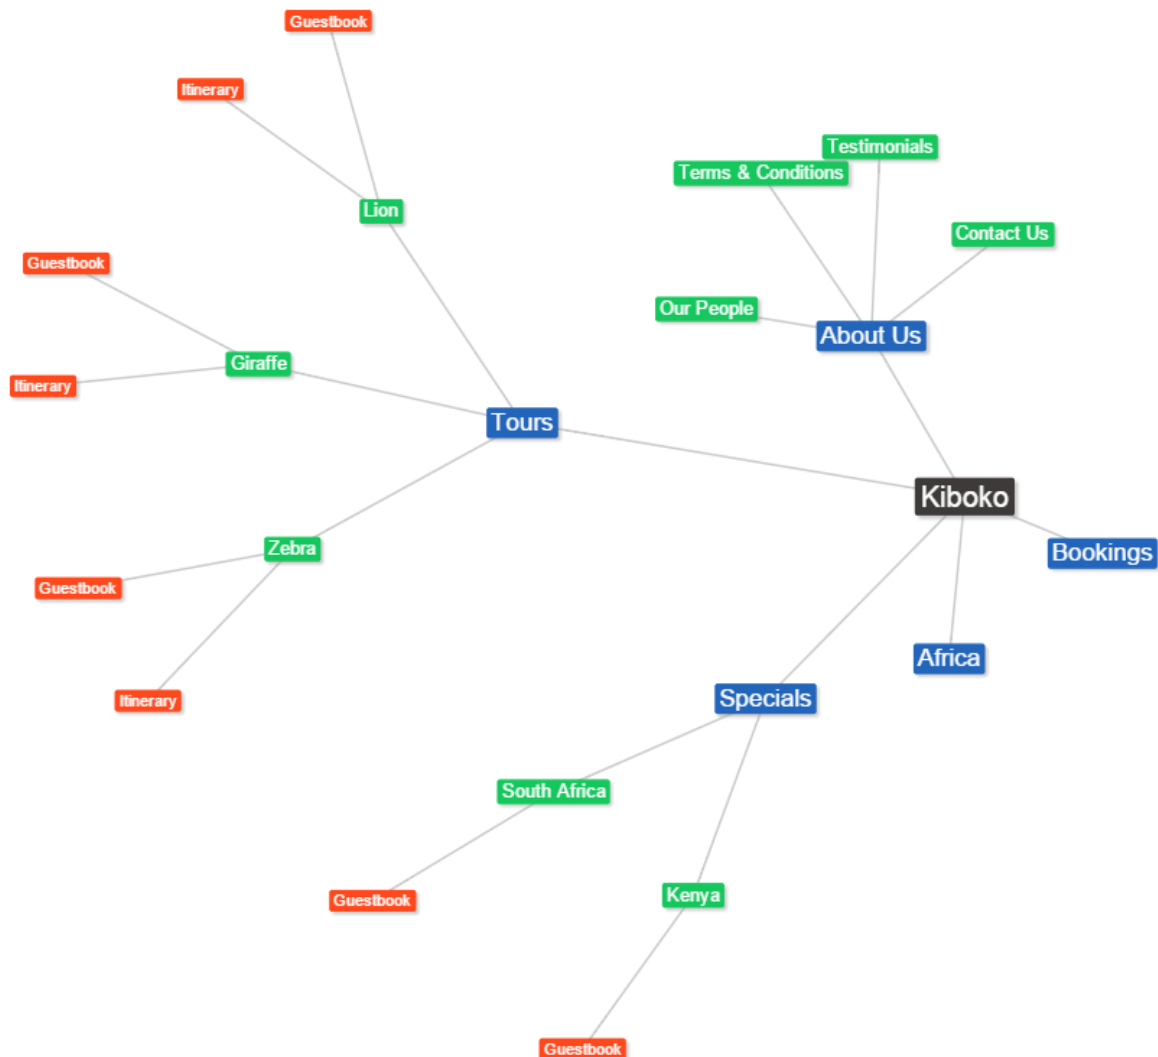 Guestbook
Itinerary
Testimonials
Terms & Conditions
Lion
Contact Us
Guestbook
Our People
About Us
Giraffe
Itinerary
Tours
Kiboko
Zebra
Bookings
Guestbook
Africa
Itinerary
Specials
South Africa
Guestbook
Kenya
Guestbook